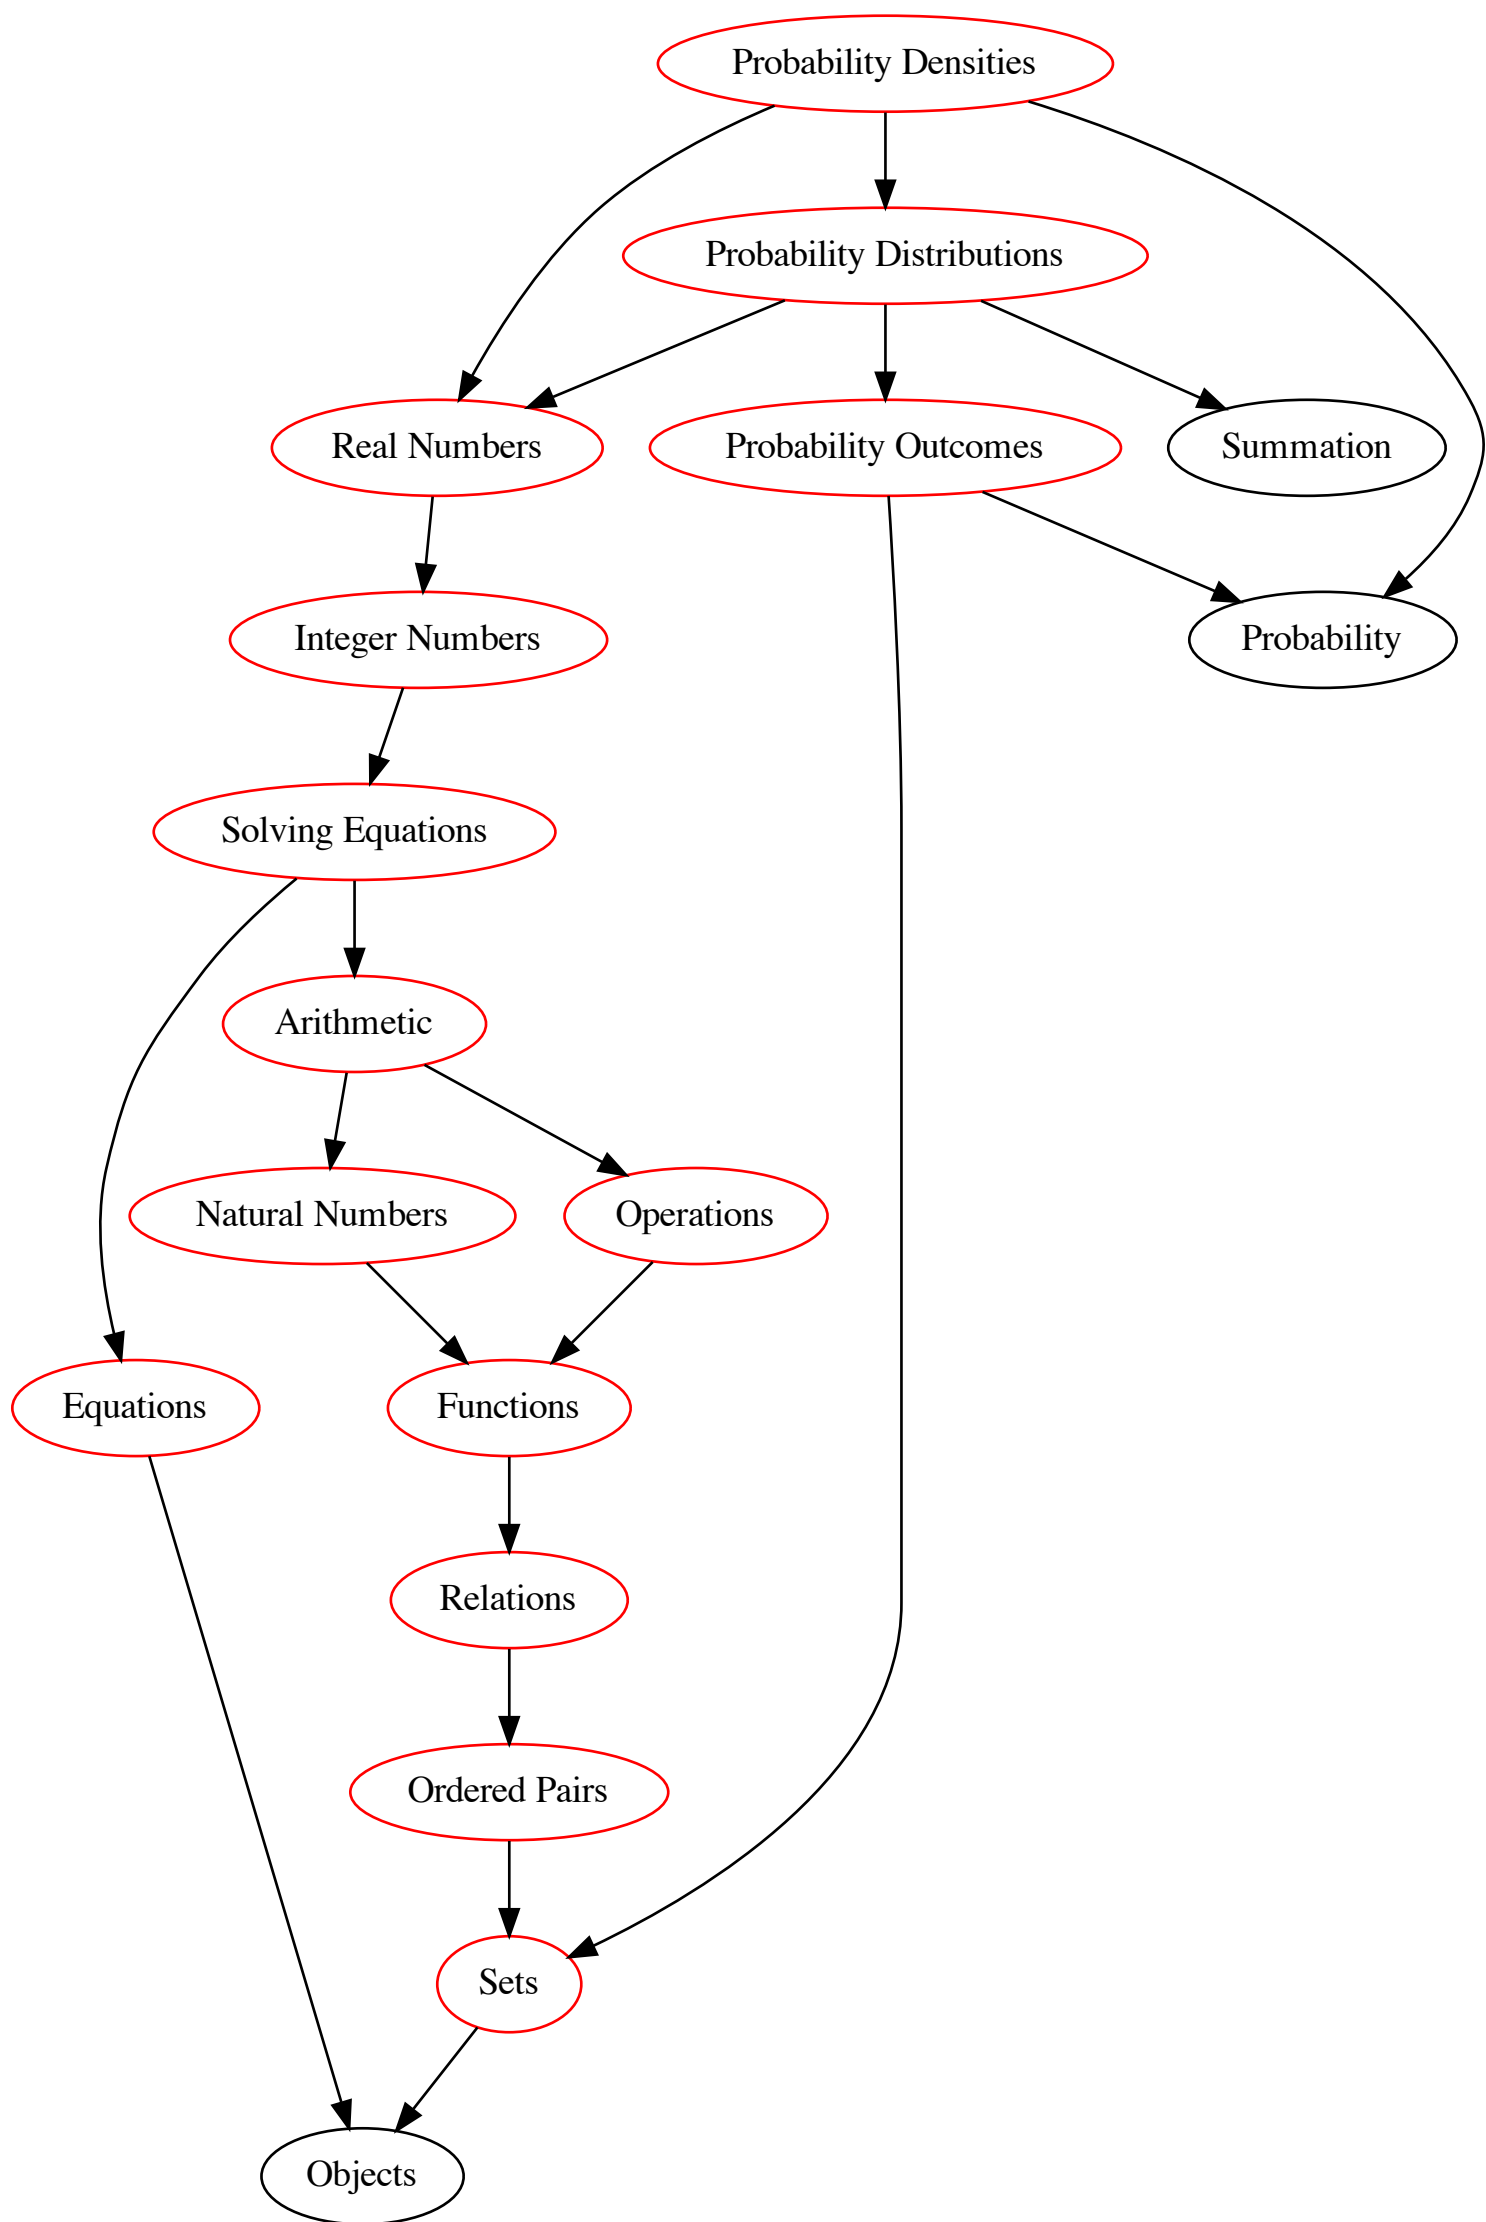 Probability Densities
Probability Distributions
Real Numbers
Probability Outcomes
Summation
Integer Numbers
Probability
Solving Equations
Arithmetic
Natural Numbers
Operations
Equations
Functions
Relations
Ordered Pairs
Sets
Objects